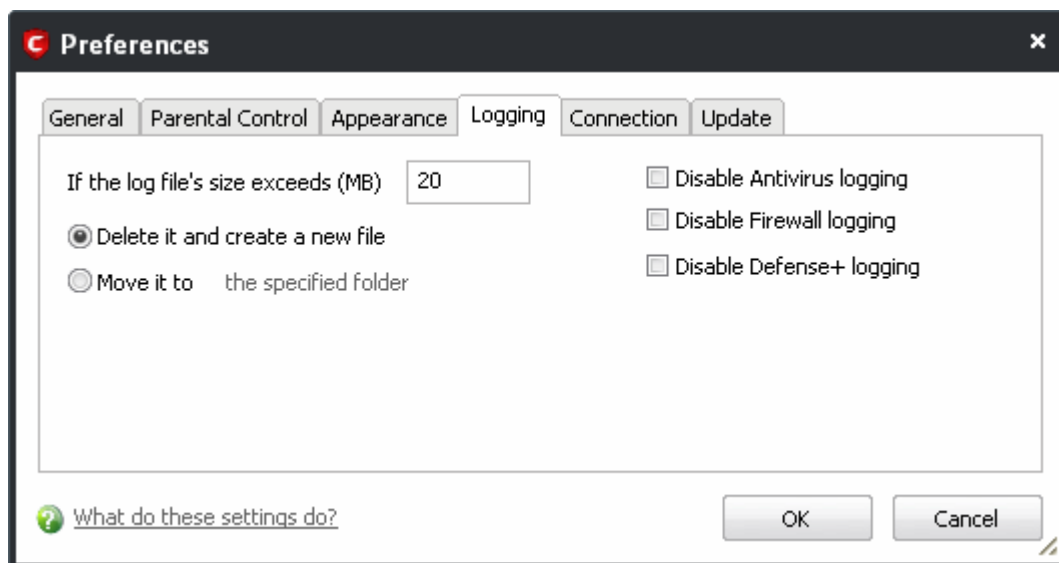 Preferences
General
Parental Control
Appearance
Logging
Connection
Update
If the log file's size exceeds (MB) 20
Delete it and create a new file
Move it to the specified folder
Disable Antivirus logging
Disable Firewall logging
Disable Defense+ logging
What do these settings do?
OK
Cancel